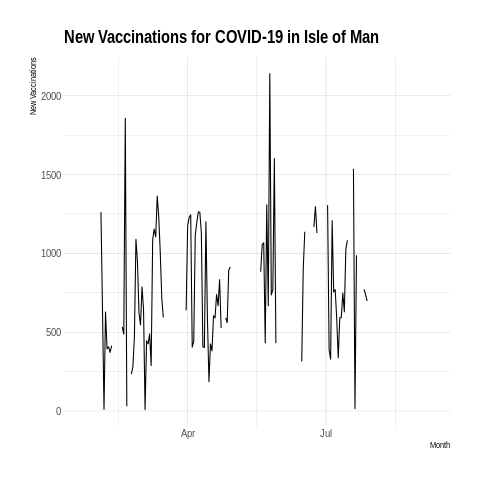 New Vaccinations for COVID-19 in Isle of Man
New Vaccinations
2000
1500
1000
500
0
Apr
Jul
Month